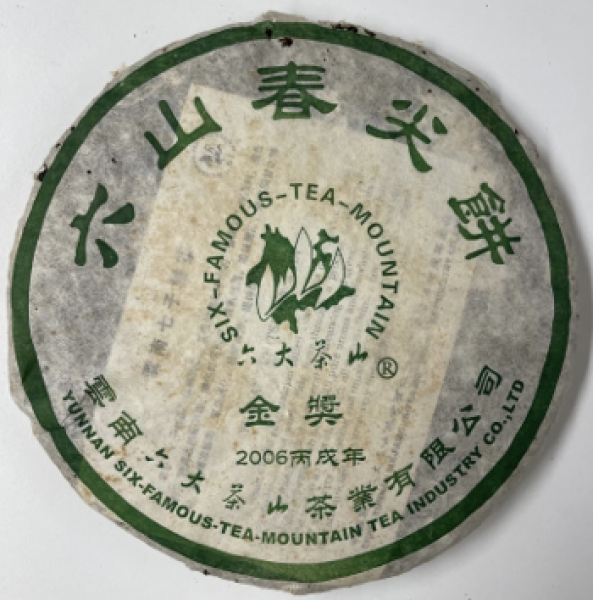 六山春尖餅
SIX-FAMOUS-TEA-MOUNTAIN
六大茶山®
金奬
2006丙戌年
雲南六大茶山茶業有限公司
YUNNAN SIX-FAMOUS-TEA-MOUNTAIN TEA INDUSTRY CO.,LTD